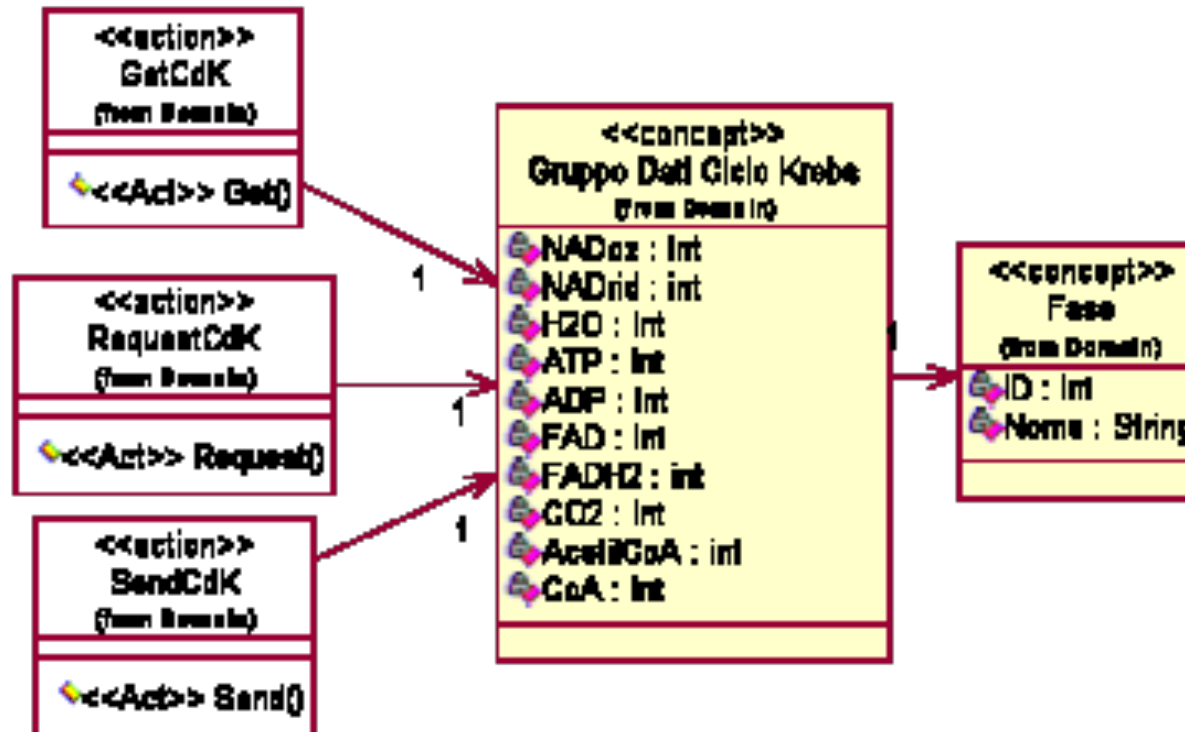 <<action>>
GetCdK
(from Domain)
<<Act>> Get()
1
<<action>>
RequestCdK
(from Domain)
<<Act>> Request()
1
<<action>>
SendCdK
(from Domain)
<<Act>> Send()
1
<<concept>>
Gruppo Dati Ciclo Krebs
(from Domain)
NADox : int
NADrid : int
H2O : int
ATP : int
ADP : int
FAD : int
FADH2 : int
CO2 : int
AcetilCoA : int
CoA : int
1
<<concept>>
Fase
(from Domain)
ID : int
Nome : String